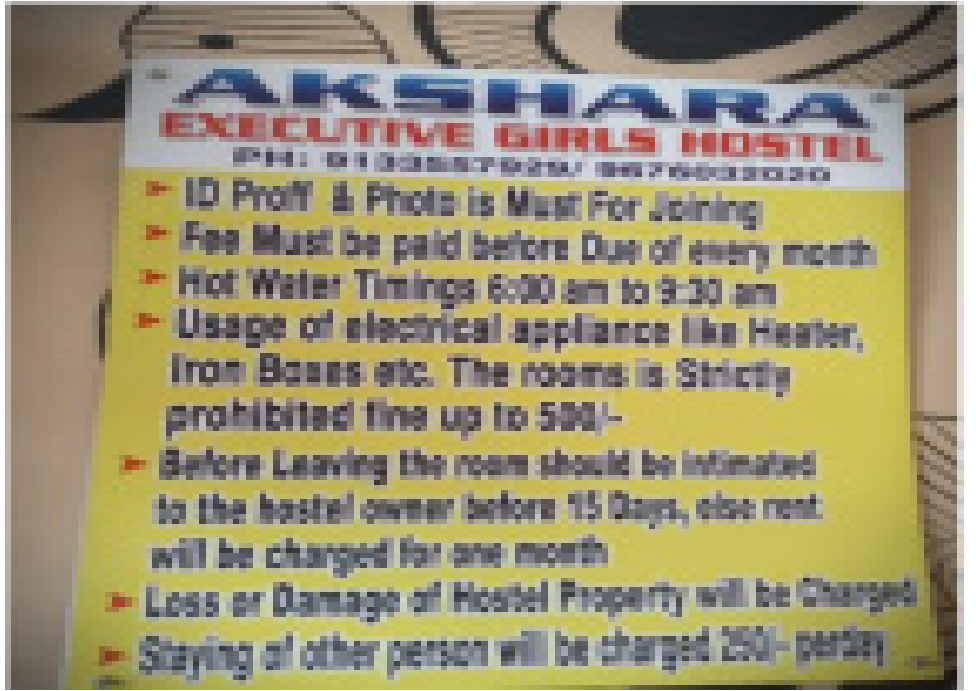 AKSHARA
EXECUTIVE GIRLS HOSTEL
PH: 9133557929/ 9676032020
ID Proff & Photo is Must For Joining
Fee Must be paid before Due of every month
Hot Water Timings 6:00 am to 9:30 am
Usage of electrical appliance like Heater,
Iron Boxes etc. The rooms is Strictly
prohibited fine up to 500/-
Before Leaving the room should be intimated
to the hostel owner before 15 Days, else rent
will be charged for one month
Loss or Damage of Hostel Property will be Charged
Staying of other person will be charged 250/- perday